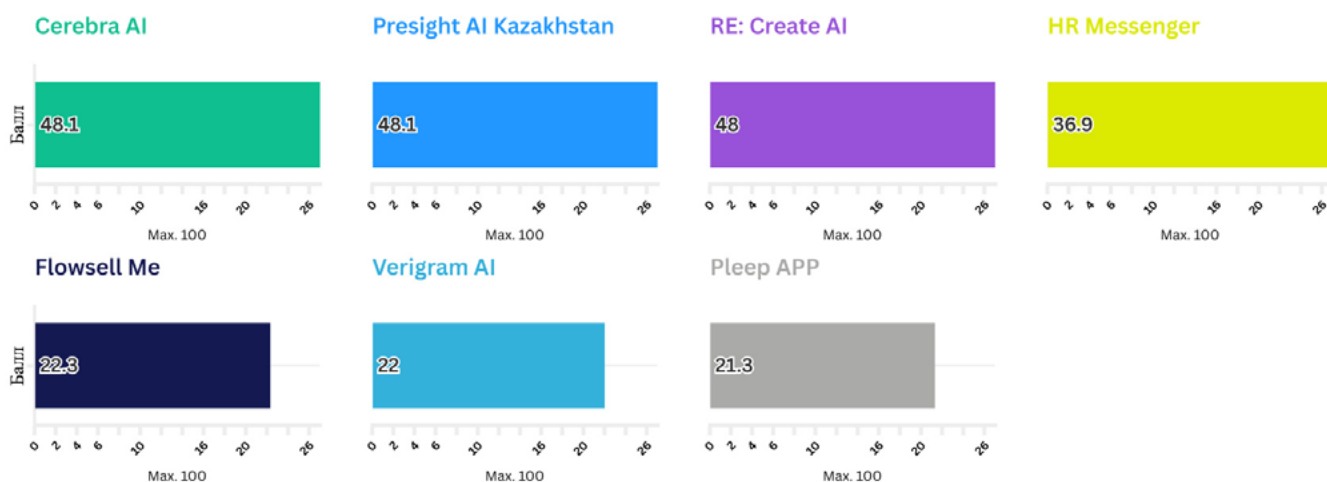 Cerebra AI
Presight AI Kazakhstan
RE: Create AI
HR Messenger
Балл
48.1
48.1
48
36.9
0 2 4 6 10 16 20 26
0 2 4 6 10 16 20 26
0 2 4 6 10 16 20 26
0 2 4 6 10 16 20 26
Max. 100
Max. 100
Max. 100
Max. 100
Flowsell Me
Verigram AI
Pleep APP
Балл
22.3
22
21.3
0 2 4 6 10 16 20 26
0 2 4 6 10 16 20 26
0 2 4 6 10 16 20 26
Max. 100
Max. 100
Max. 100